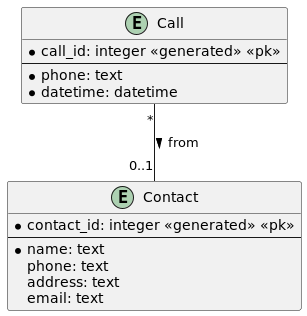 E Call
• call_id: integer «generated» «pk»
• phone: text
• datetime: datetime
*
from
0..1
E Contact
• contact_id: integer «generated» «pk»
• name: text
phone: text
address: text
email: text